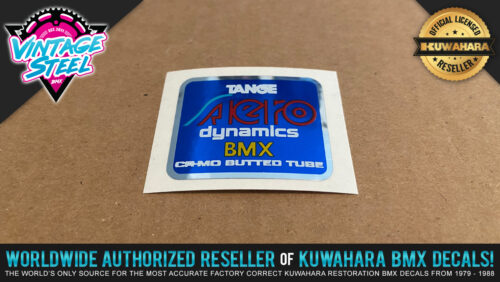 VINTAGE
STEEL
BMX
OFFICIAL LICENSED
KUWAHARA
RESELLER
TANGE
Aero
dynamics
BMX
CR-MO BUTTED TUBE
WORLDWIDE AUTHORIZED RESELLER OF KUWAHARA BMX DECALS!
THE WORLD'S ONLY SOURCE FOR THE MOST ACCURATE FACTORY CORRECT KUWAHARA RESTORATION BMX DECALS FROM 1979 - 1988